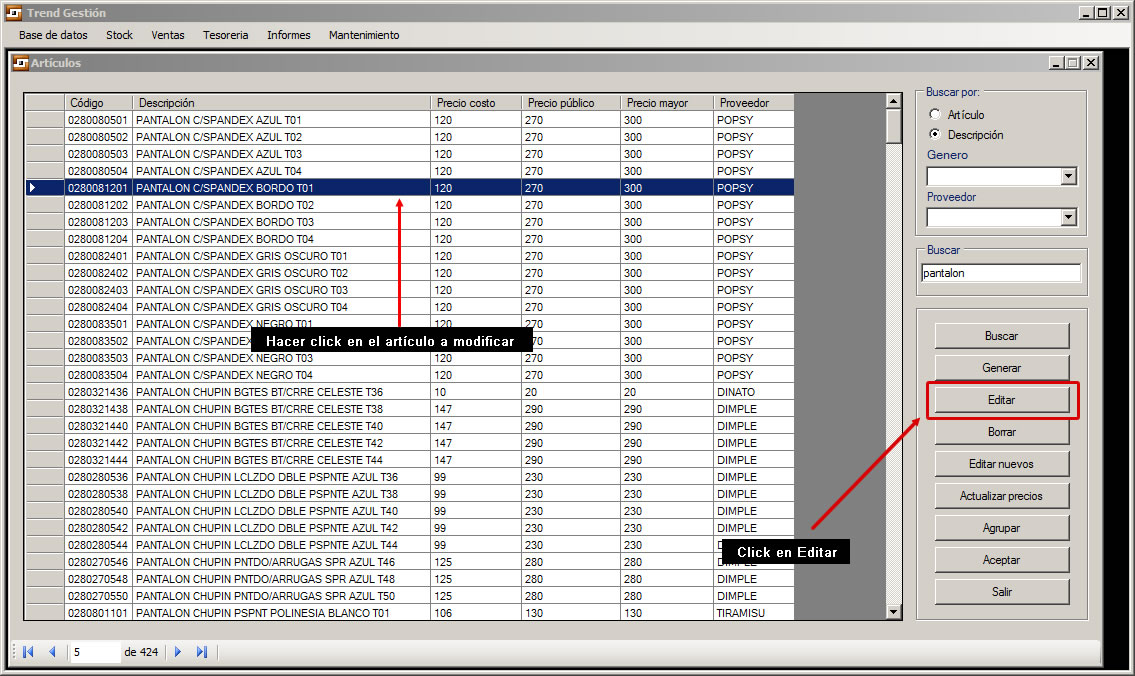 Trend Gestión
Base de datos Stock Ventas Tesoreria Informes Mantenimiento
Artículos
Código Descripción Precio costo Precio público Precio mayor Proveedor
0280080501 PANTALON C/SPANDEX AZUL T01 120 270 300 POPSY
0280080502 PANTALON C/SPANDEX AZUL T02 120 270 300 POPSY
0280080503 PANTALON C/SPANDEX AZUL T03 120 270 300 POPSY
0280080504 PANTALON C/SPANDEX AZUL T04 120 270 300 POPSY
0280081201 PANTALON C/SPANDEX BORDO T01 120 270 300 POPSY
0280081202 PANTALON C/SPANDEX BORDO T02 120 270 300 POPSY
0280081203 PANTALON C/SPANDEX BORDO T03 120 270 300 POPSY
0280081204 PANTALON C/SPANDEX BORDO T04 120 270 300 POPSY
0280082401 PANTALON C/SPANDEX GRIS OSCURO T01 120 270 300 POPSY
0280082402 PANTALON C/SPANDEX GRIS OSCURO T02 120 270 300 POPSY
0280082403 PANTALON C/SPANDEX GRIS OSCURO T03 120 270 300 POPSY
0280082404 PANTALON C/SPANDEX GRIS OSCURO T04 120 270 300 POPSY
0280083501 PANTALON C/SPANDEX NEGRO T01 120 270 300 POPSY
0280083502 PANTALON C/SPANDEX 300 POPSY
Hacer click en el artículo a modificar
0280083503 PANTALON C/SPANDEX NEGRO T03 120 270 300 POPSY
0280083504 PANTALON C/SPANDEX NEGRO T04 120 270 300 POPSY
0280321436 PANTALON CHUPIN BGTES BT/CRRE CELESTE T36 10 20 20 DINATO
0280321438 PANTALON CHUPIN BGTES BT/CRRE CELESTE T38 147 290 290 DIMPLE
0280321440 PANTALON CHUPIN BGTES BT/CRRE CELESTE T40 147 290 290 DIMPLE
0280321442 PANTALON CHUPIN BGTES BT/CRRE CELESTE T42 147 290 290 DIMPLE
0280321444 PANTALON CHUPIN BGTES BT/CRRE CELESTE T44 147 290 290 DIMPLE
0280280536 PANTALON CHUPIN LCLZDO DBLE PSPNTE AZUL T36 99 230 230 DIMPLE
0280280538 PANTALON CHUPIN LCLZDO DBLE PSPNTE AZUL T38 99 230 230 DIMPLE
0280280540 PANTALON CHUPIN LCLZDO DBLE PSPNTE AZUL T40 99 230 230 DIMPLE
0280280542 PANTALON CHUPIN LCLZDO DBLE PSPNTE AZUL T42 99 230 230 DIMPLE
0280280544 PANTALON CHUPIN LCLZDO DBLE PSPNTE AZUL T44 99 230 230
0280270546 PANTALON CHUPIN PNTDO/ARRUGAS SPR AZUL T46 125 280 280 DIMPLE
0280270548 PANTALON CHUPIN PNTDO/ARRUGAS SPR AZUL T48 125 280 280 DIMPLE
0280270550 PANTALON CHUPIN PNTDO/ARRUGAS SPR AZUL T50 125 280 280 DIMPLE
0280801101 PANTALON CHUPIN PSPNT POLINESIA BLANCO T01 106 130 130 TIRAMISU
5 de 424
Buscar por:
Artículo
Descripción
Genero
Proveedor
Buscar
pantalon
Buscar
Generar
Editar
Borrar
Editar nuevos
Actualizar precios
Agrupar
Click en Editar
Aceptar
Salir